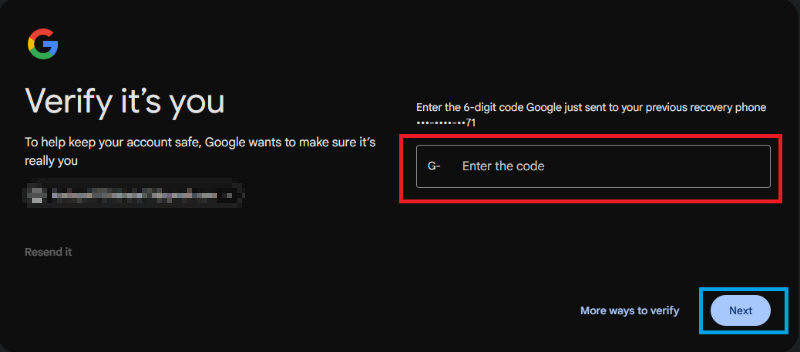 Verify it's you
To help keep your account safe, Google wants to make sure it's
really you
Resend it
Enter the 6-digit code Google just sent to your previous recovery phone
•••-••••-••71
G- Enter the code
More ways to verify
Next